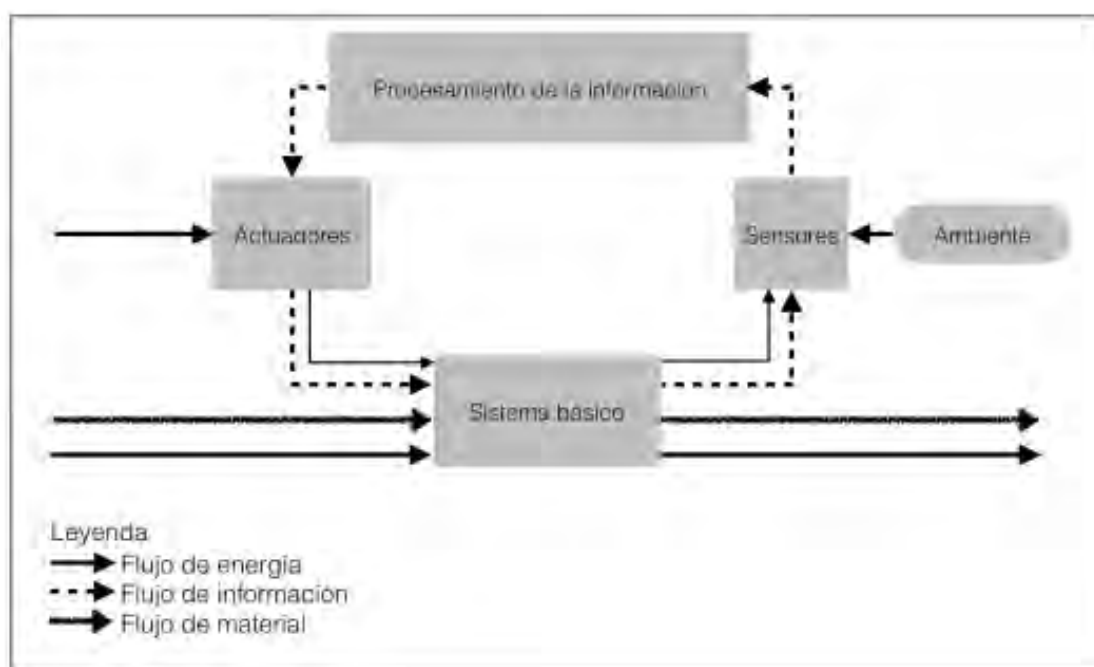 Procesamiento de la información
Actuadores
Sensores
Ambiente
Sistema básico
Leyenda
Flujo de energía
Flujo de información
Flujo de material